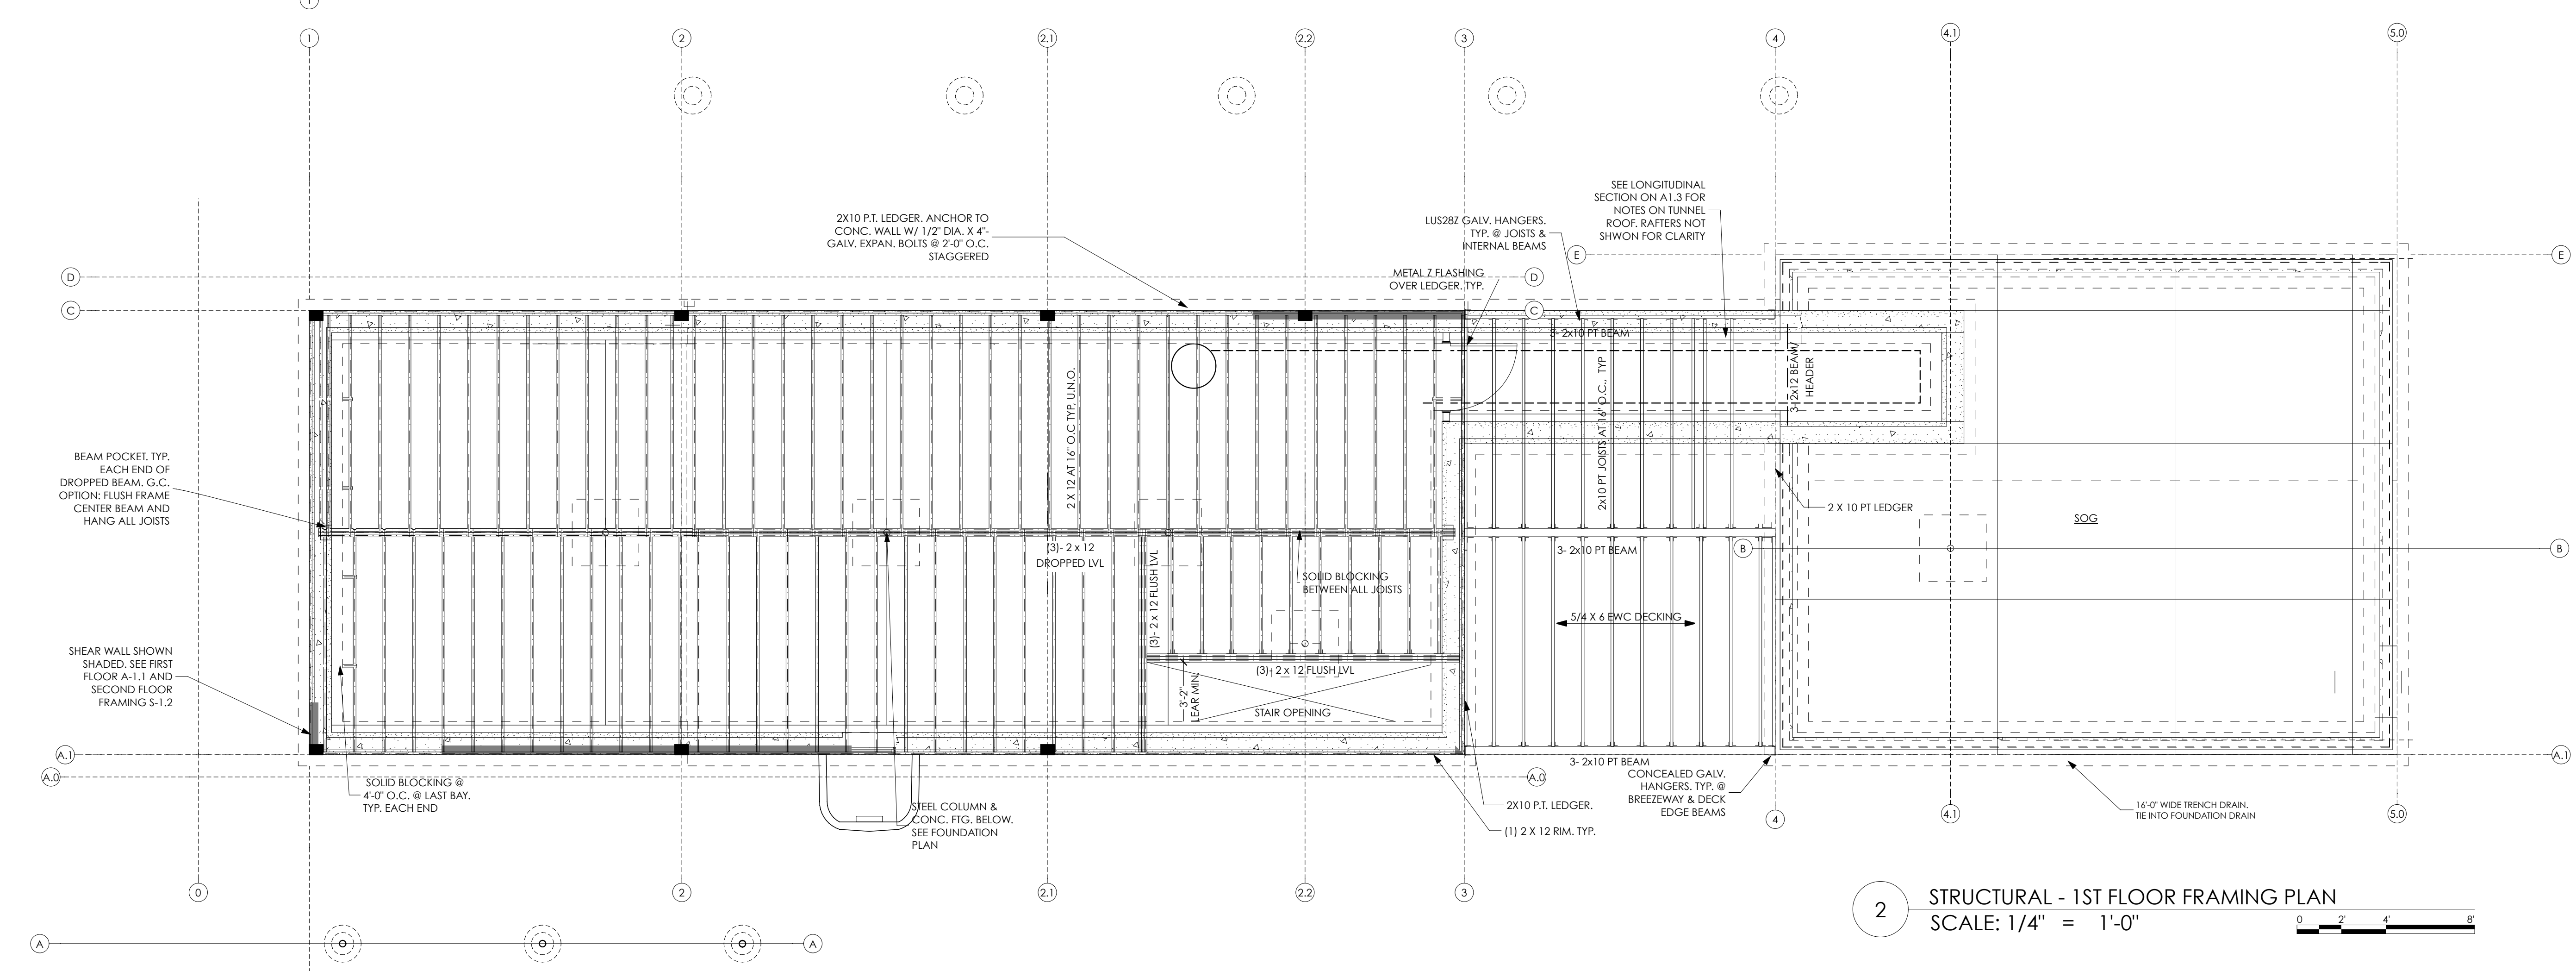 1
1
2
2.1
2.2
3
4
4.1
5.0
SEE LONGITUDINAL
SECTION ON A1.3 FOR
NOTES ON TUNNEL
ROOF. RAFTERS NOT
SHWON FOR CLARITY
2X10 P.T. LEDGER. ANCHOR TO
CONC. WALL W/ 1/2" DIA. X 4"-
GALV. EXPAN. BOLTS @ 2'-0" O.C.
STAGGERED
LUS28Z GALV. HANGERS.
TYP. @ JOISTS &
INTERNAL BEAMS
E
E
D
METAL Z FLASHING
OVER LEDGER. TYP.
D
C
C
3- 2x10 PT BEAM
2 X 12 AT 16" O.C TYP, U.N.O.
2x10 PT JOISTS AT 16" O.C., TYP
3- 2x12 BEAM/
HEADER
BEAM POCKET. TYP.
EACH END OF
DROPPED BEAM. G.C.
OPTION: FLUSH FRAME
CENTER BEAM AND
HANG ALL JOISTS
2 X 10 PT LEDGER
SOG
(3)- 2 x 12
DROPPED LVL
(3)- 2 x 12 FLUSH LVL
3- 2x10 PT BEAM
B
B
SOLID BLOCKING
BETWEEN ALL JOISTS
5/4 X 6 EWC DECKING
SHEAR WALL SHOWN
SHADED. SEE FIRST
FLOOR A-1.1 AND
SECOND FLOOR
FRAMING S-1.2
(3)- 2 x 12 FLUSH LVL
3'-2"
LEAR MIN.
STAIR OPENING
A.1
A.1
A.0
A.0
3- 2x10 PT BEAM
CONCEALED GALV.
HANGERS. TYP. @
BREEZEWAY & DECK
EDGE BEAMS
SOLID BLOCKING @
4'-0" O.C. @ LAST BAY.
TYP. EACH END
STEEL COLUMN &
CONC. FTG. BELOW.
SEE FOUNDATION
PLAN
2X10 P.T. LEDGER.
(1) 2 X 12 RIM. TYP.
16'-0" WIDE TRENCH DRAIN.
TIE INTO FOUNDATION DRAIN
4
4.1
5.0
0
2
2.1
2.2
3
A
A
2
STRUCTURAL - 1ST FLOOR FRAMING PLAN
SCALE: 1/4" = 1'-0"
0 2' 4' 8'